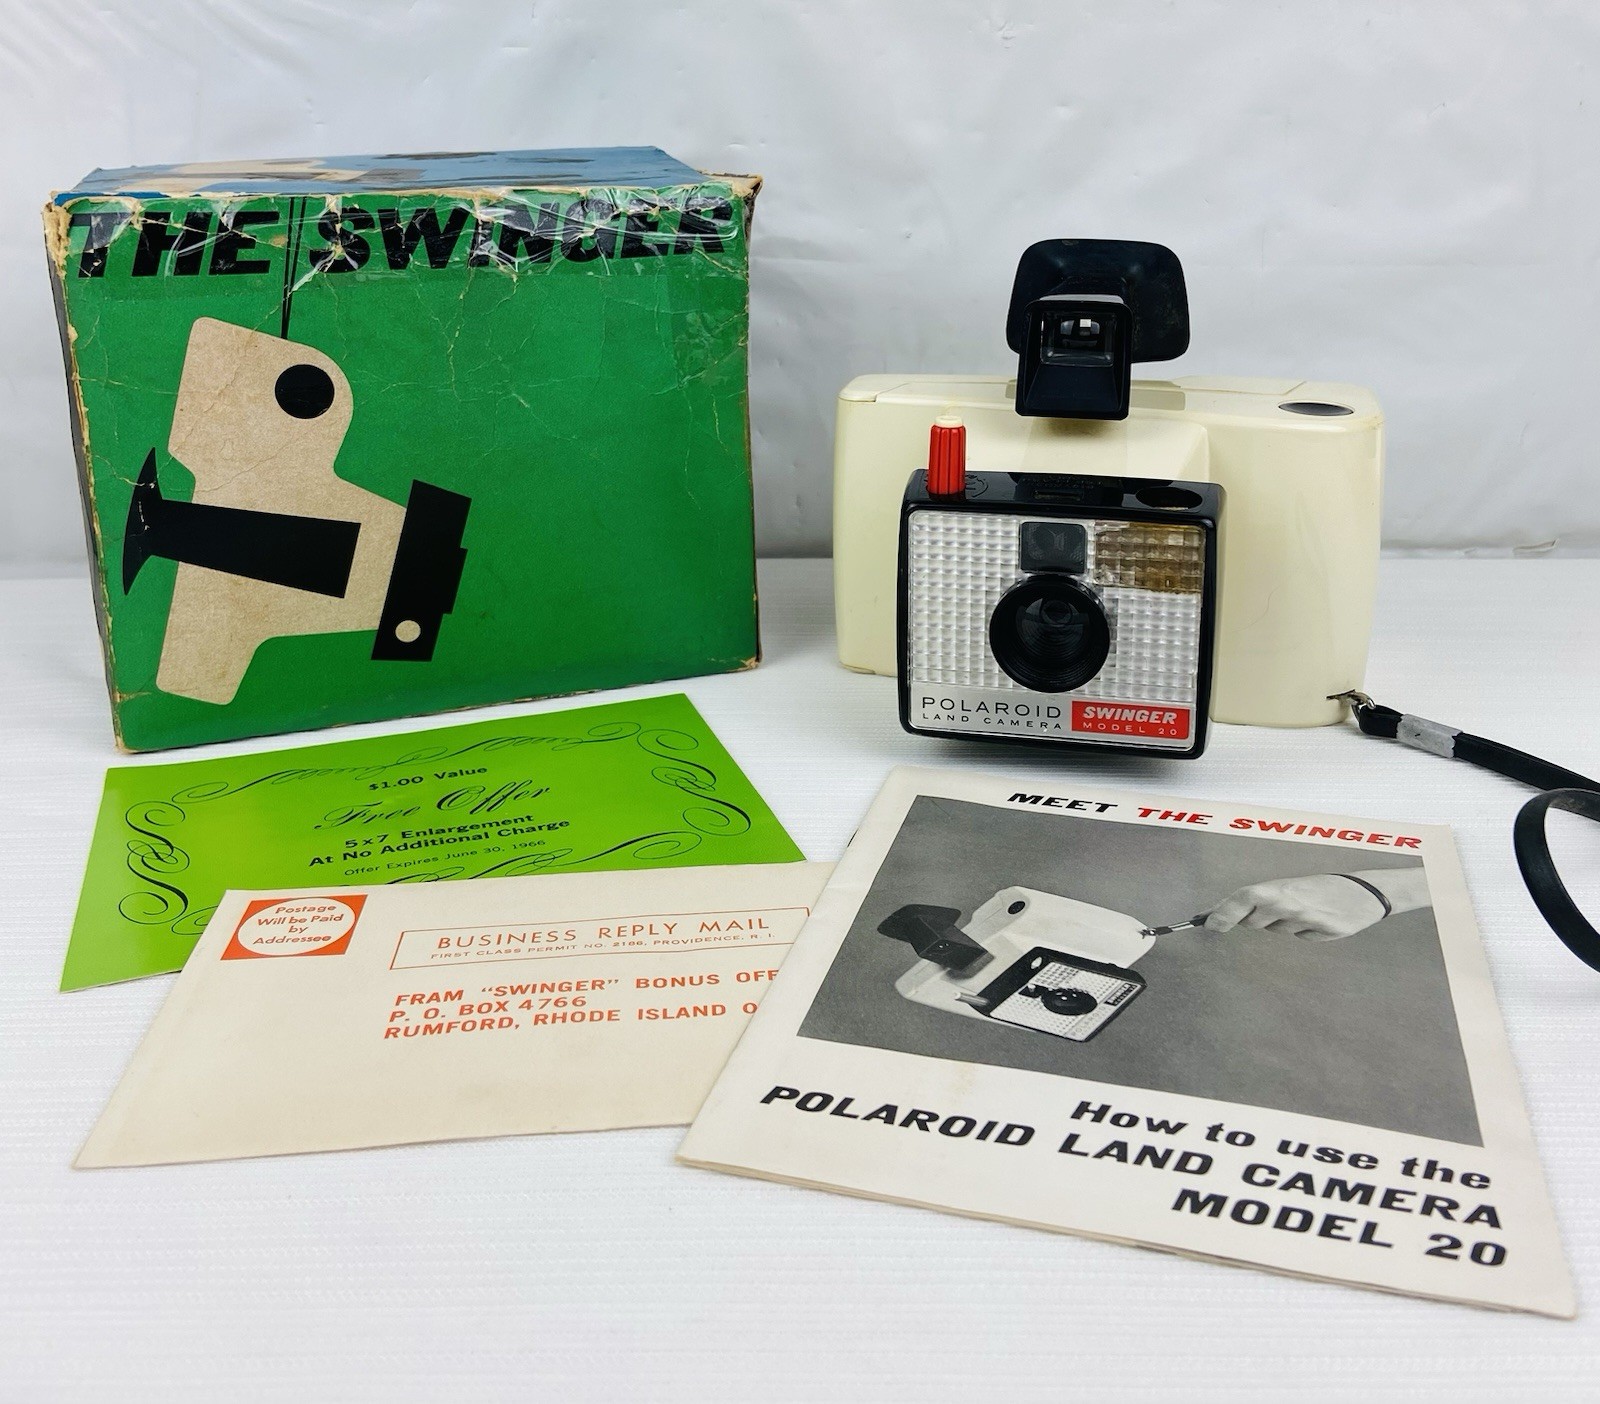 THE SWINGER
POLAROID
LAND CAMERA
SWINGER
MODEL 20
$1.00 Value
Free Offer
5 x 7 Enlargement
At No Additional Charge
Offer Expires June 30, 1966
Postage
Will be Paid
by
Addressee
BUSINESS REPLY MAIL
FIRST CLASS PERMIT NO. 2186, PROVIDENCE, R. I.
FRAM "SWINGER" BONUS
P. O. BOX 4766
RUMFORD, RHODE ISLAND
MEET THE SWINGER
How to use the
POLAROID LAND CAMERA
MODEL 20